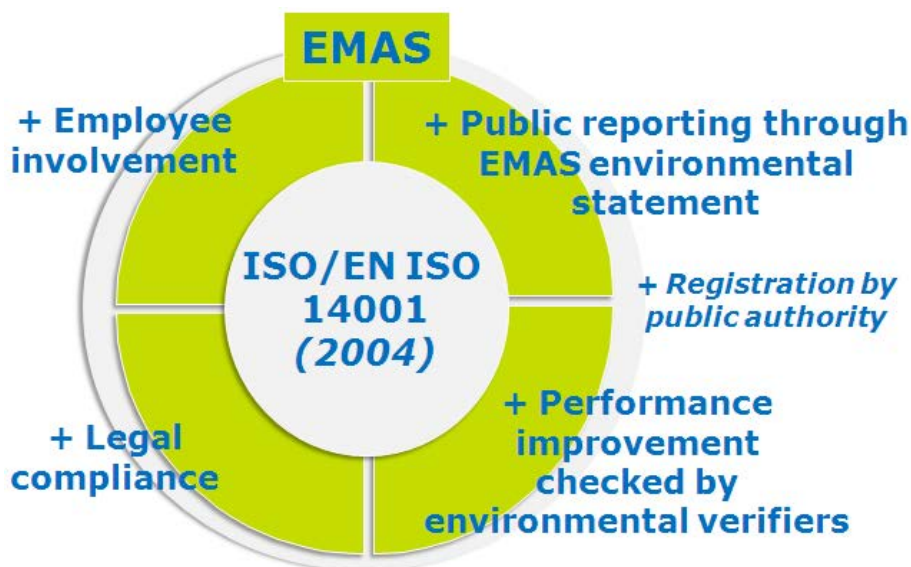 EMAS
+ Employee
involvement
+ Public reporting through
EMAS environmental
statement
ISO/EN ISO
14001
(2004)
+ Registration by
public authority
+ Legal
compliance
+ Performance
improvement
checked by
environmental verifiers